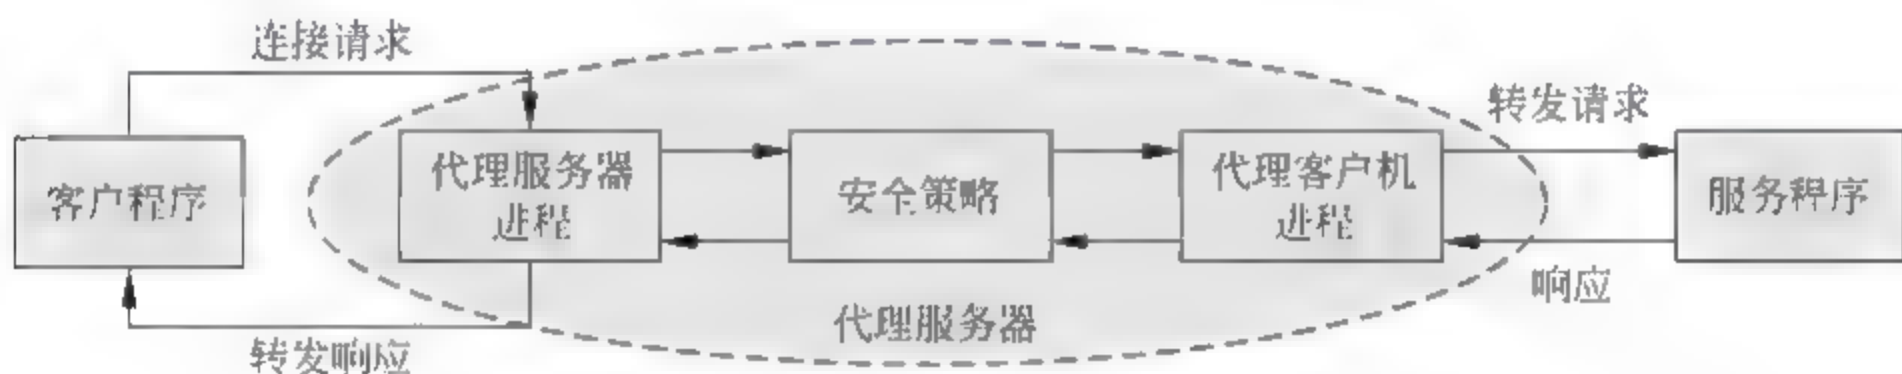 连接请求
转发请求
客户程序
代理服务器
进程
安全策略
代理客户机
进程
服务程序
响应
代理服务器
转发响应